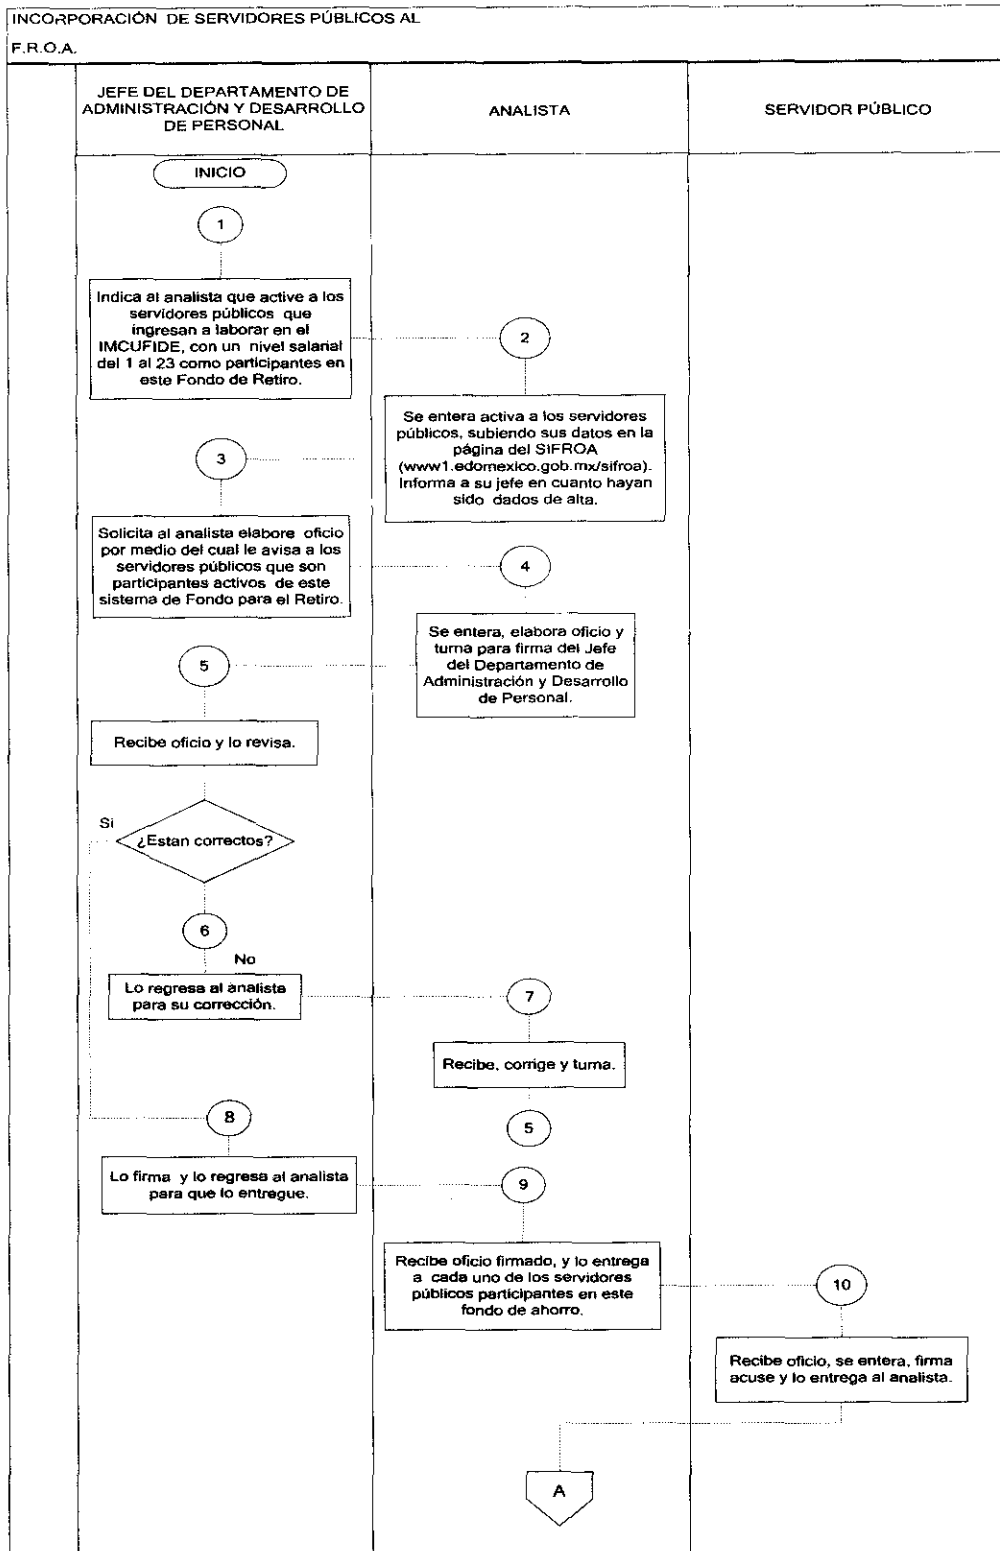 INCORPORACIÓN DE SERVIDORES PÚBLICOS AL
F.R.O.A.
JEFE DEL DEPARTAMENTO DE
ADMINISTRACIÓN Y DESARROLLO
DE PERSONAL
ANALISTA
SERVIDOR PÚBLICO
INICIO
1
Indica al analista que active a los
servidores públicos que
ingresan a laborar en el
IMCUFIDE, con un nivel salarial
del 1 al 23 como participantes en
este Fondo de Retiro.
2
Se entera activa a los servidores
públicos, subiendo sus datos en la
página del SIFROA
(www1.edomexico.gob.mx/sifroa).
Informa a su jefe en cuanto hayan
sido dados de alta.
3
Solicita al analista elabore oficio
por medio del cual le avisa a los
servidores públicos que son
participantes activos de este
sistema de Fondo para el Retiro.
4
Se entera, elabora oficio y
turna para firma del Jefe
del Departamento de
Administración y Desarrollo
de Personal.
5
Recibe oficio y lo revisa.
Si
¿Estan correctos?
6
No
Lo regresa al analista
para su corrección.
7
Recibe, corrige y turna.
5
8
Lo firma y lo regresa al analista
para que lo entregue.
9
Recibe oficio firmado, y lo entrega
a cada uno de los servidores
públicos participantes en este
fondo de ahorro.
10
Recibe oficio, se entera, firma
acuse y lo entrega al analista.
A